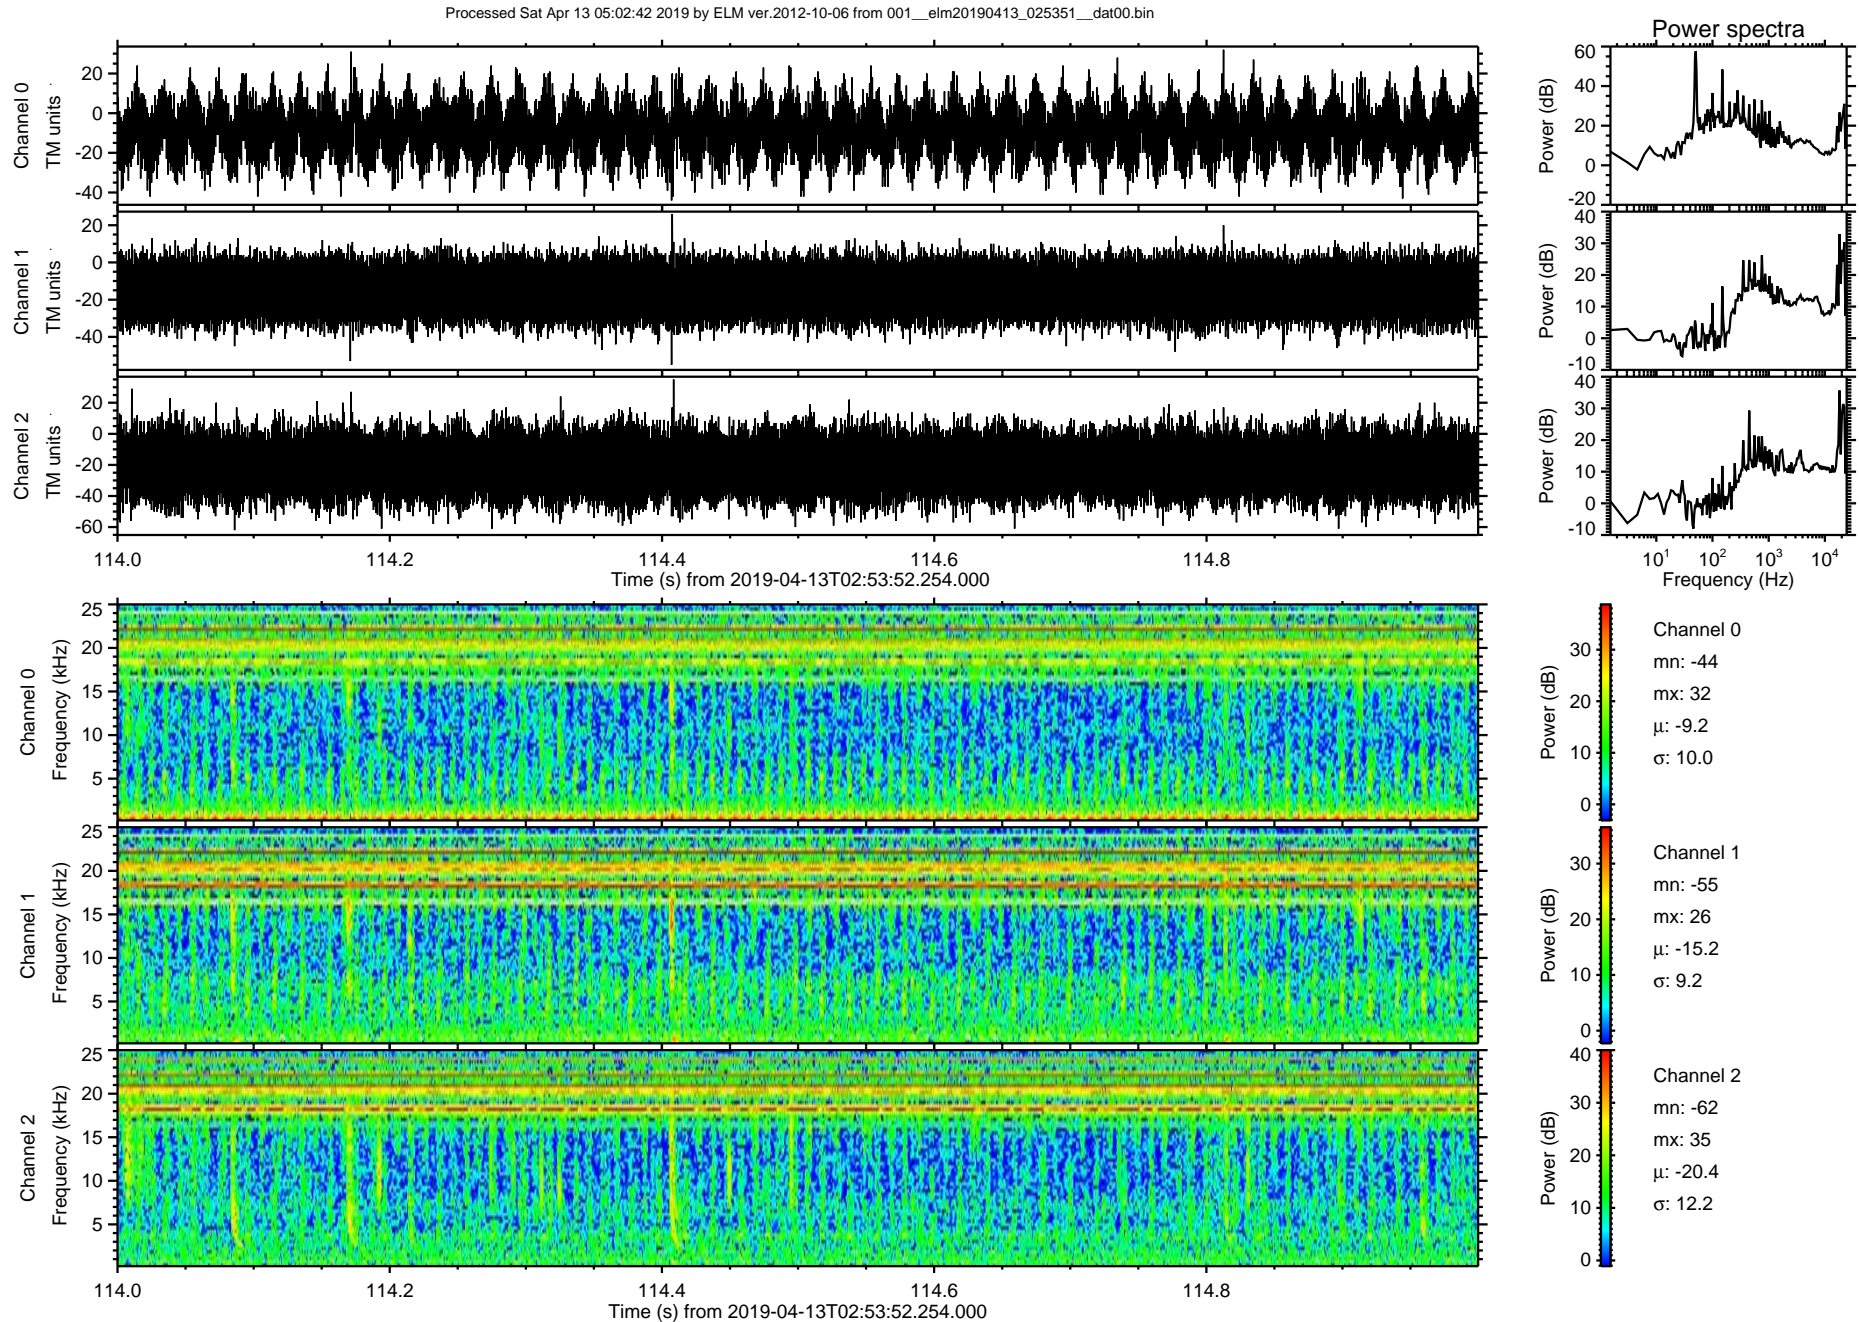 Processed Sat Apr 13 05:02:42 2019 by ELM ver.2012-10-06 from 001__elm20190413_025351__dat00.bin
Power spectra
Channel 0
TM units
20
0
-20
-40
Power (dB)
60
40
20
0
-20
Channel 1
TM units
20
0
-20
-40
Power (dB)
40
30
20
10
0
-10
Channel 2
TM units
20
0
-20
-40
-60
Power (dB)
40
30
20
10
0
-10
114.0 114.2 114.4 114.6 114.8
Time (s) from 2019-04-13T02:53:52.254.000
10¹ 10² 10³ 10⁴
Frequency (Hz)
Channel 0
Frequency (kHz)
25
20
15
10
5
Power (dB)
30
20
10
0
Channel 0
mn: -44
mx: 32
μ: -9.2
σ: 10.0
Channel 1
Frequency (kHz)
25
20
15
10
5
Power (dB)
30
20
10
0
Channel 1
mn: -55
mx: 26
μ: -15.2
σ: 9.2
Channel 2
Frequency (kHz)
25
20
15
10
5
Power (dB)
40
30
20
10
0
Channel 2
mn: -62
mx: 35
μ: -20.4
σ: 12.2
114.0 114.2 114.4 114.6 114.8
Time (s) from 2019-04-13T02:53:52.254.000